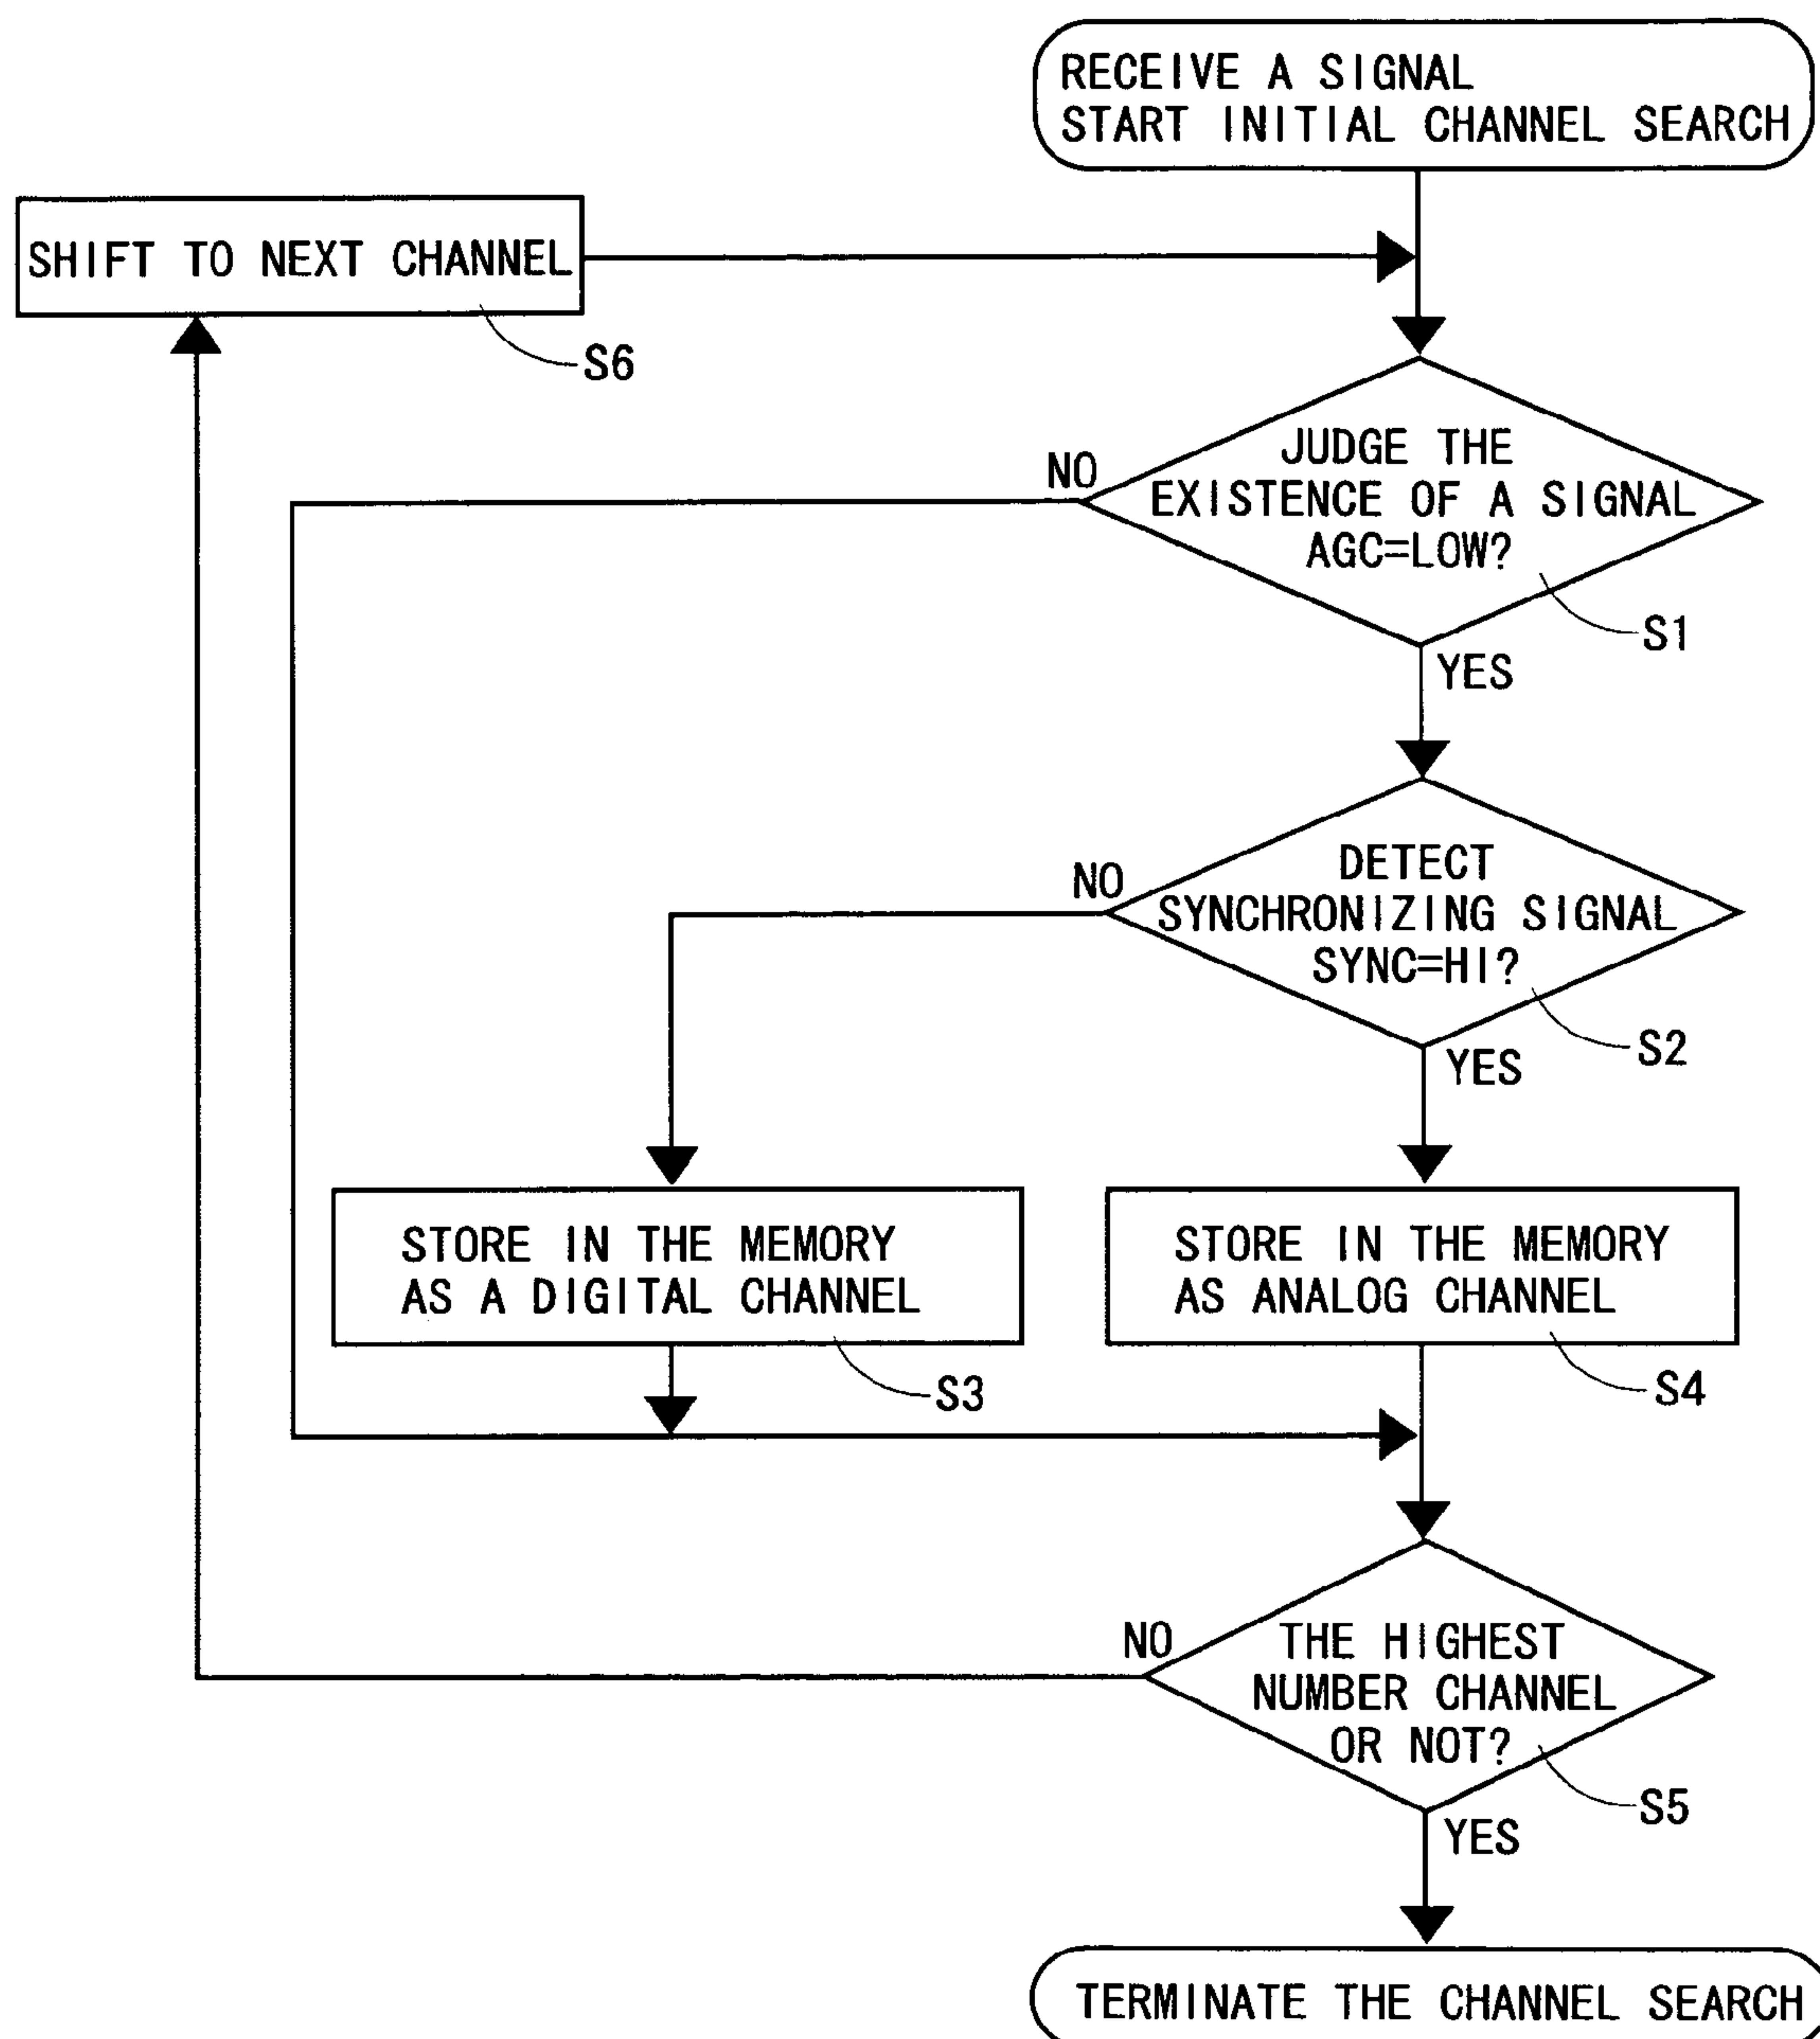 RECEIVE A SIGNAL
START INITIAL CHANNEL SEARCH
SHIFT TO NEXT CHANNEL
S6
JUDGE THE
EXISTENCE OF A SIGNAL
AGC=LOW?
NO
S1
YES
DETECT
SYNCHRONIZING SIGNAL
SYNC=HI?
NO
S2
YES
STORE IN THE MEMORY
AS A DIGITAL CHANNEL
S3
STORE IN THE MEMORY
AS ANALOG CHANNEL
S4
THE HIGHEST
NUMBER CHANNEL
OR NOT?
NO
S5
YES
TERMINATE THE CHANNEL SEARCH